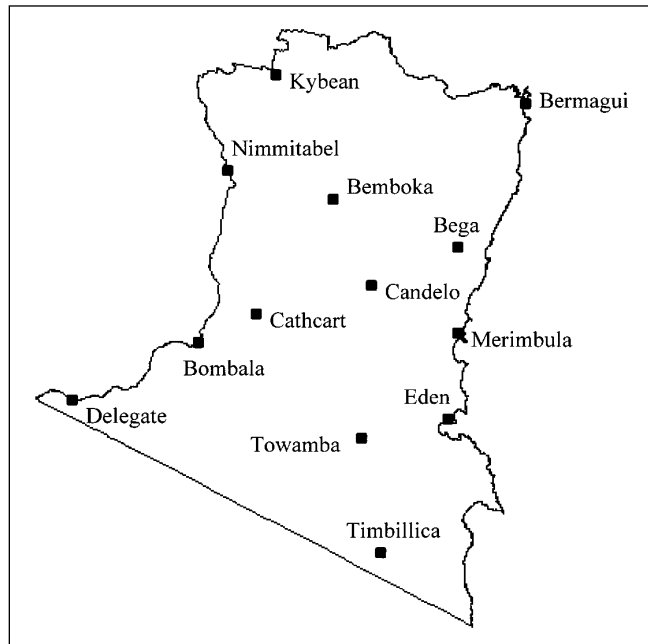 Kybean
Bermagui
Nimmitabel
Bemboka
Bega
Candelo
Cathcart
Merimbula
Bombala
Eden
Delegate
Towamba
Timbillica